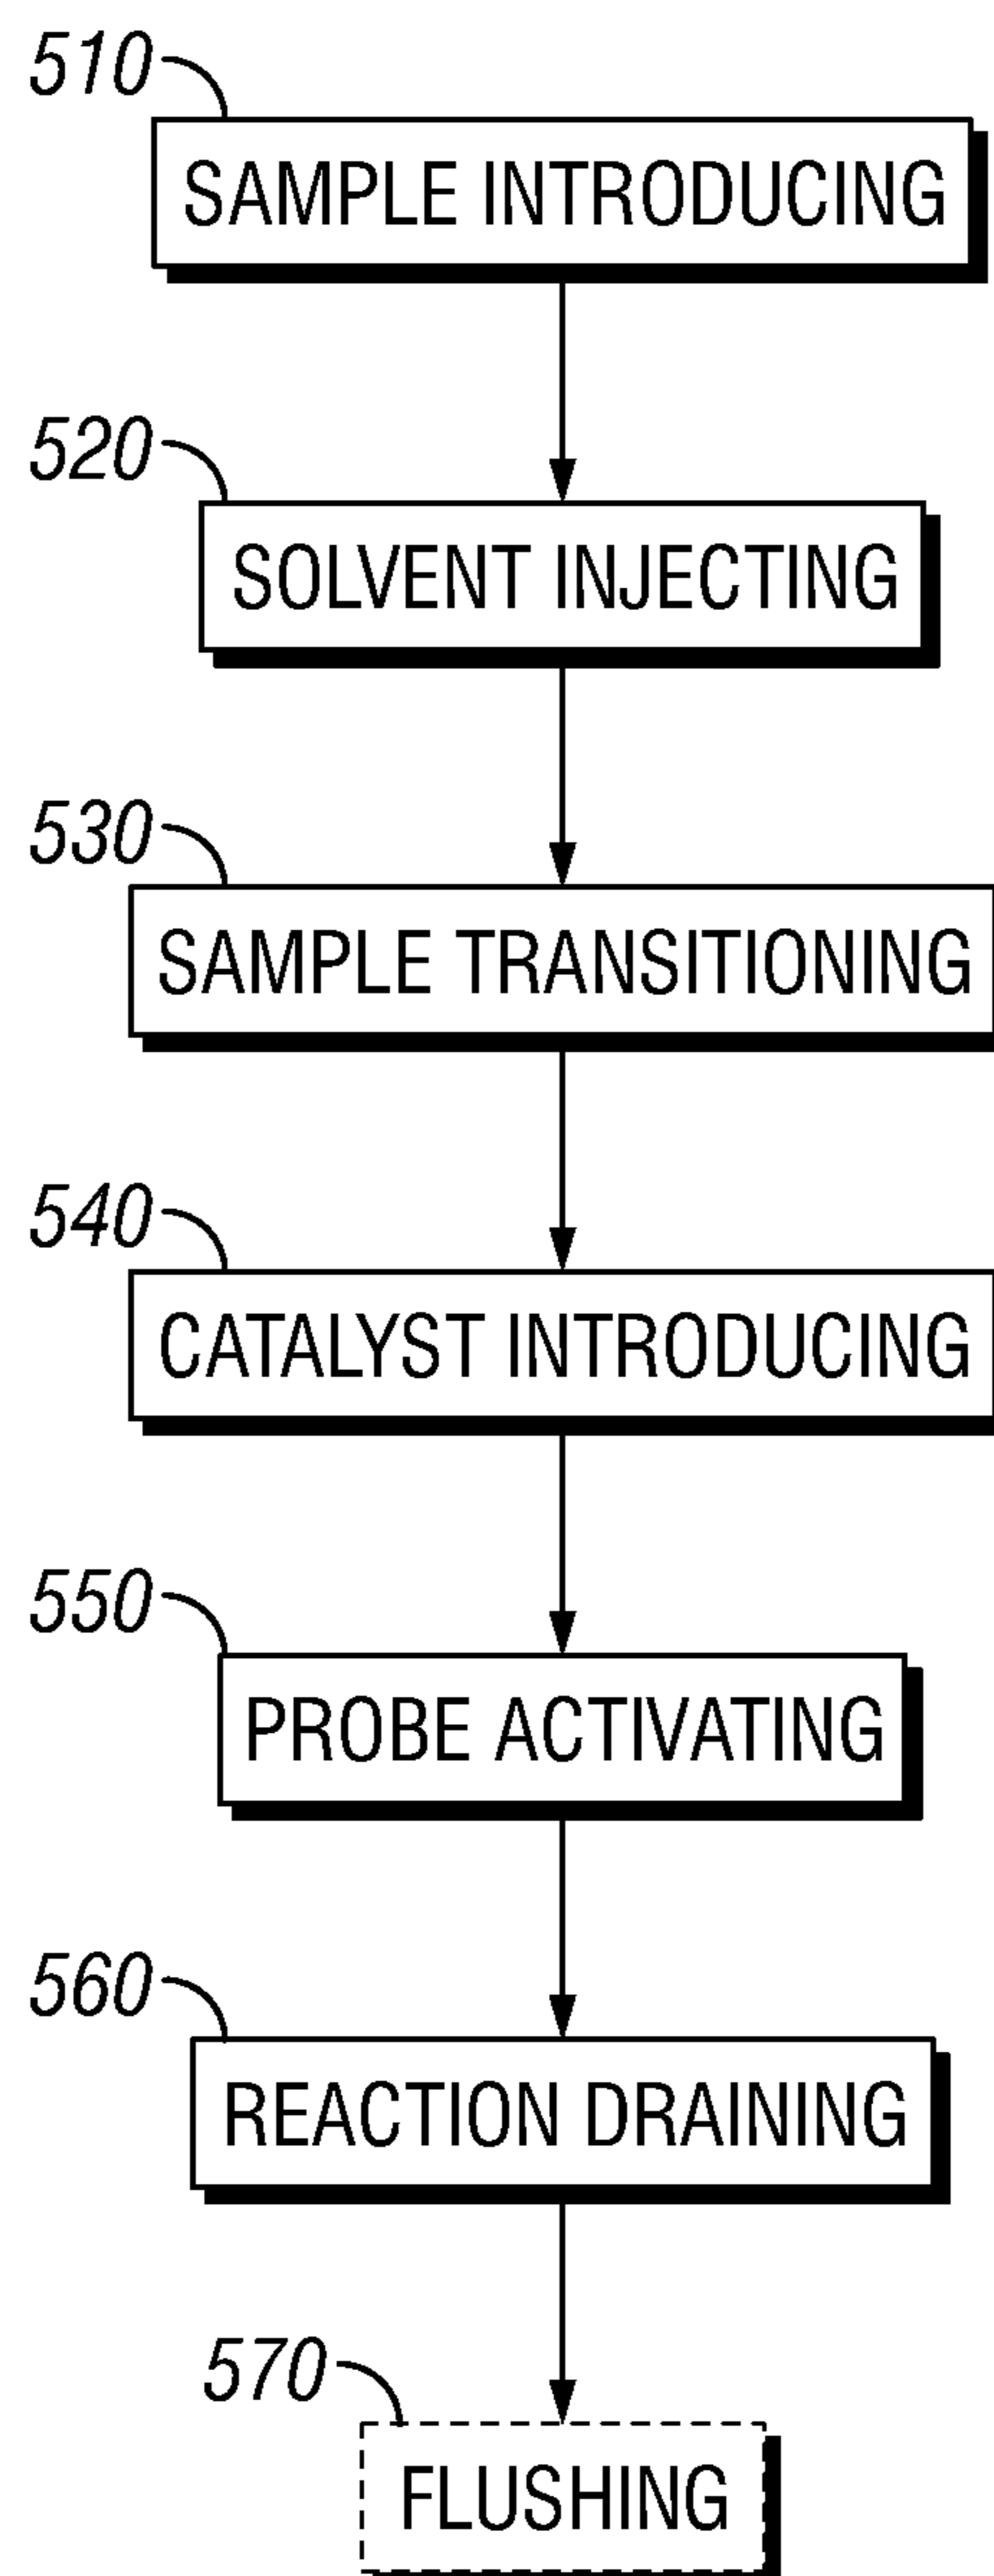 510
SAMPLE INTRODUCING
520
SOLVENT INJECTING
530
SAMPLE TRANSITIONING
540
CATALYST INTRODUCING
550
PROBE ACTIVATING
560
REACTION DRAINING
570
FLUSHING